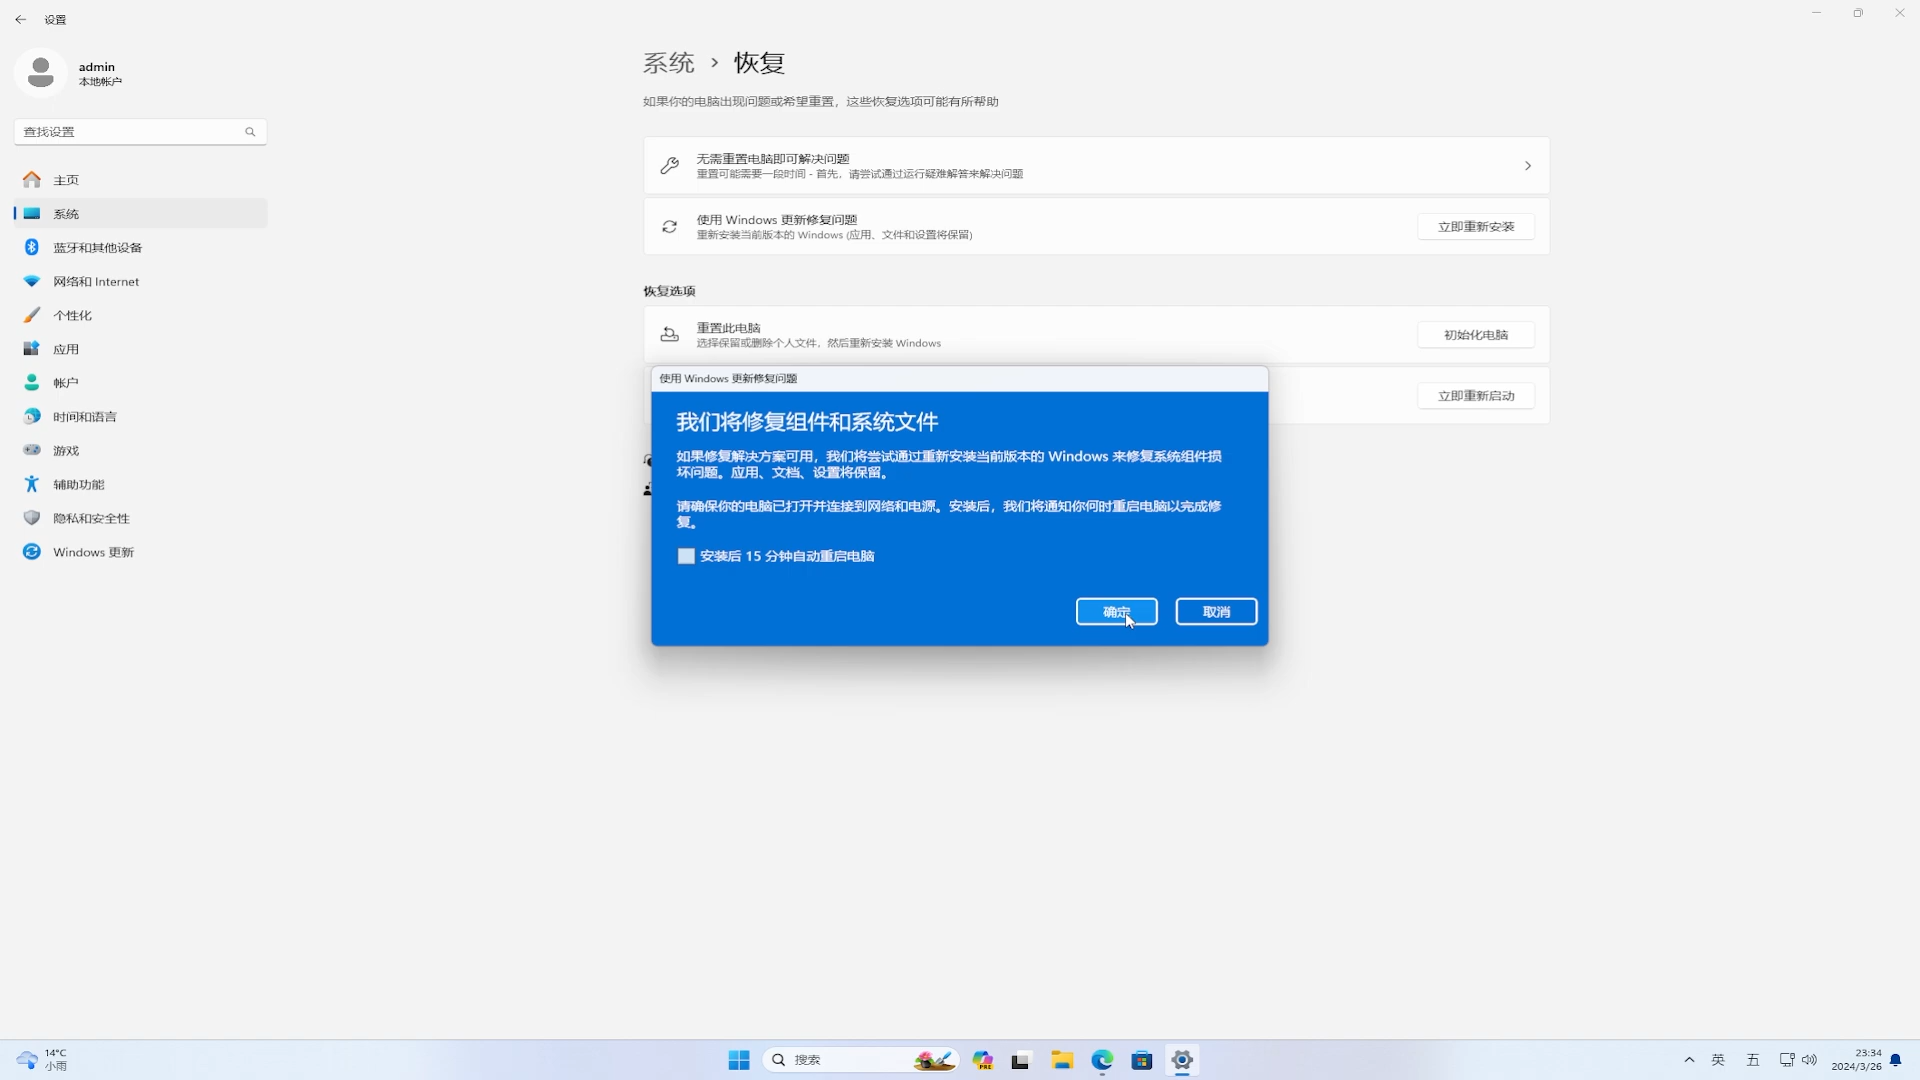 设置
admin
本地帐户
查找设置
主页
系统
蓝牙和其他设备
网络和 Internet
个性化
应用
帐户
时间和语言
游戏
辅助功能
隐私和安全性
Windows 更新
系统 › 恢复
如果你的电脑出现问题或希望重置，这些恢复选项可能有所帮助
无需重置电脑即可解决问题
重置可能需要一段时间 - 首先，请尝试通过运行疑难解答来解决问题
使用 Windows 更新修复问题
重新安装当前版本的 Windows (应用、文件和设置将保留)
立即重新安装
恢复选项
重置此电脑
选择保留或删除个人文件，然后重新安装 Windows
初始化电脑
立即重新启动
使用 Windows 更新修复问题
我们将修复组件和系统文件
如果修复解决方案可用，我们将尝试通过重新安装当前版本的 Windows 来修复系统组件损
坏问题。应用、文档、设置将保留。
请确保你的电脑已打开并连接到网络和电源。安装后，我们将通知你何时重启电脑以完成修
复。
安装后 15 分钟自动重启电脑
确定
取消
14°C
小雨
搜索
PRE
英
五
23:34
2024/3/26